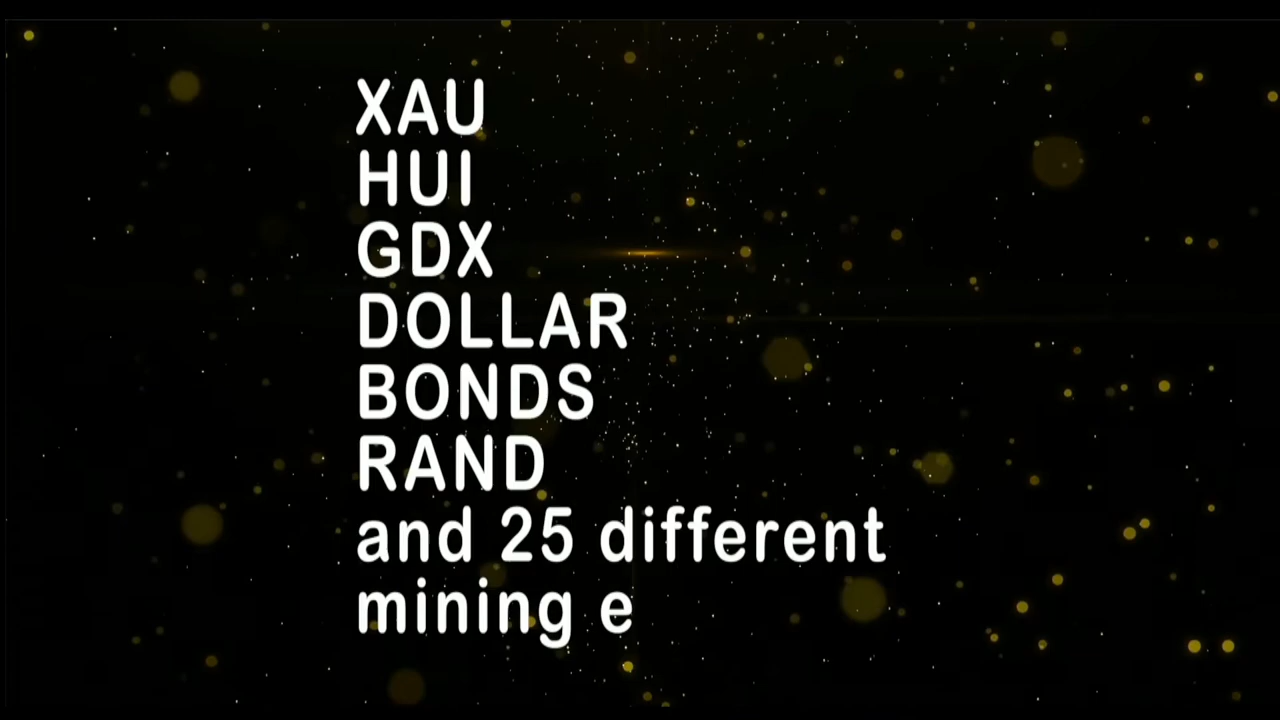 XAU
HUI
GDX
DOLLAR
BONDS
RAND
and 25 different
mining e